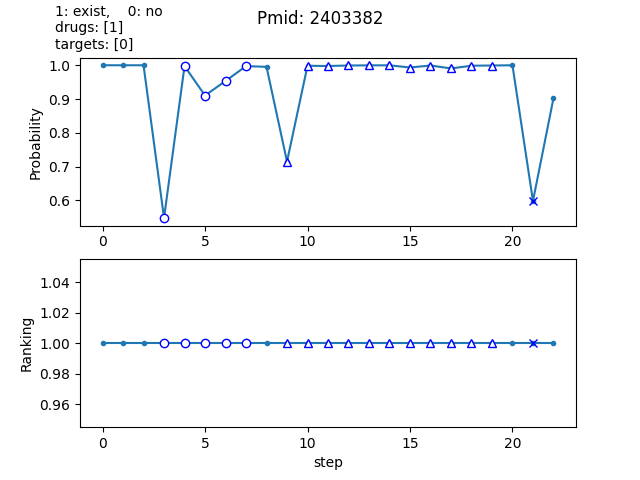 1: exist,    0: no
Pmid: 2403382
drugs: [1]
targets: [0]
1.0
0.9
0.8
0.7
0.6
Probability
0 5 10 15 20
1.04
1.02
1.00
0.98
0.96
Ranking
0 5 10 15 20
step